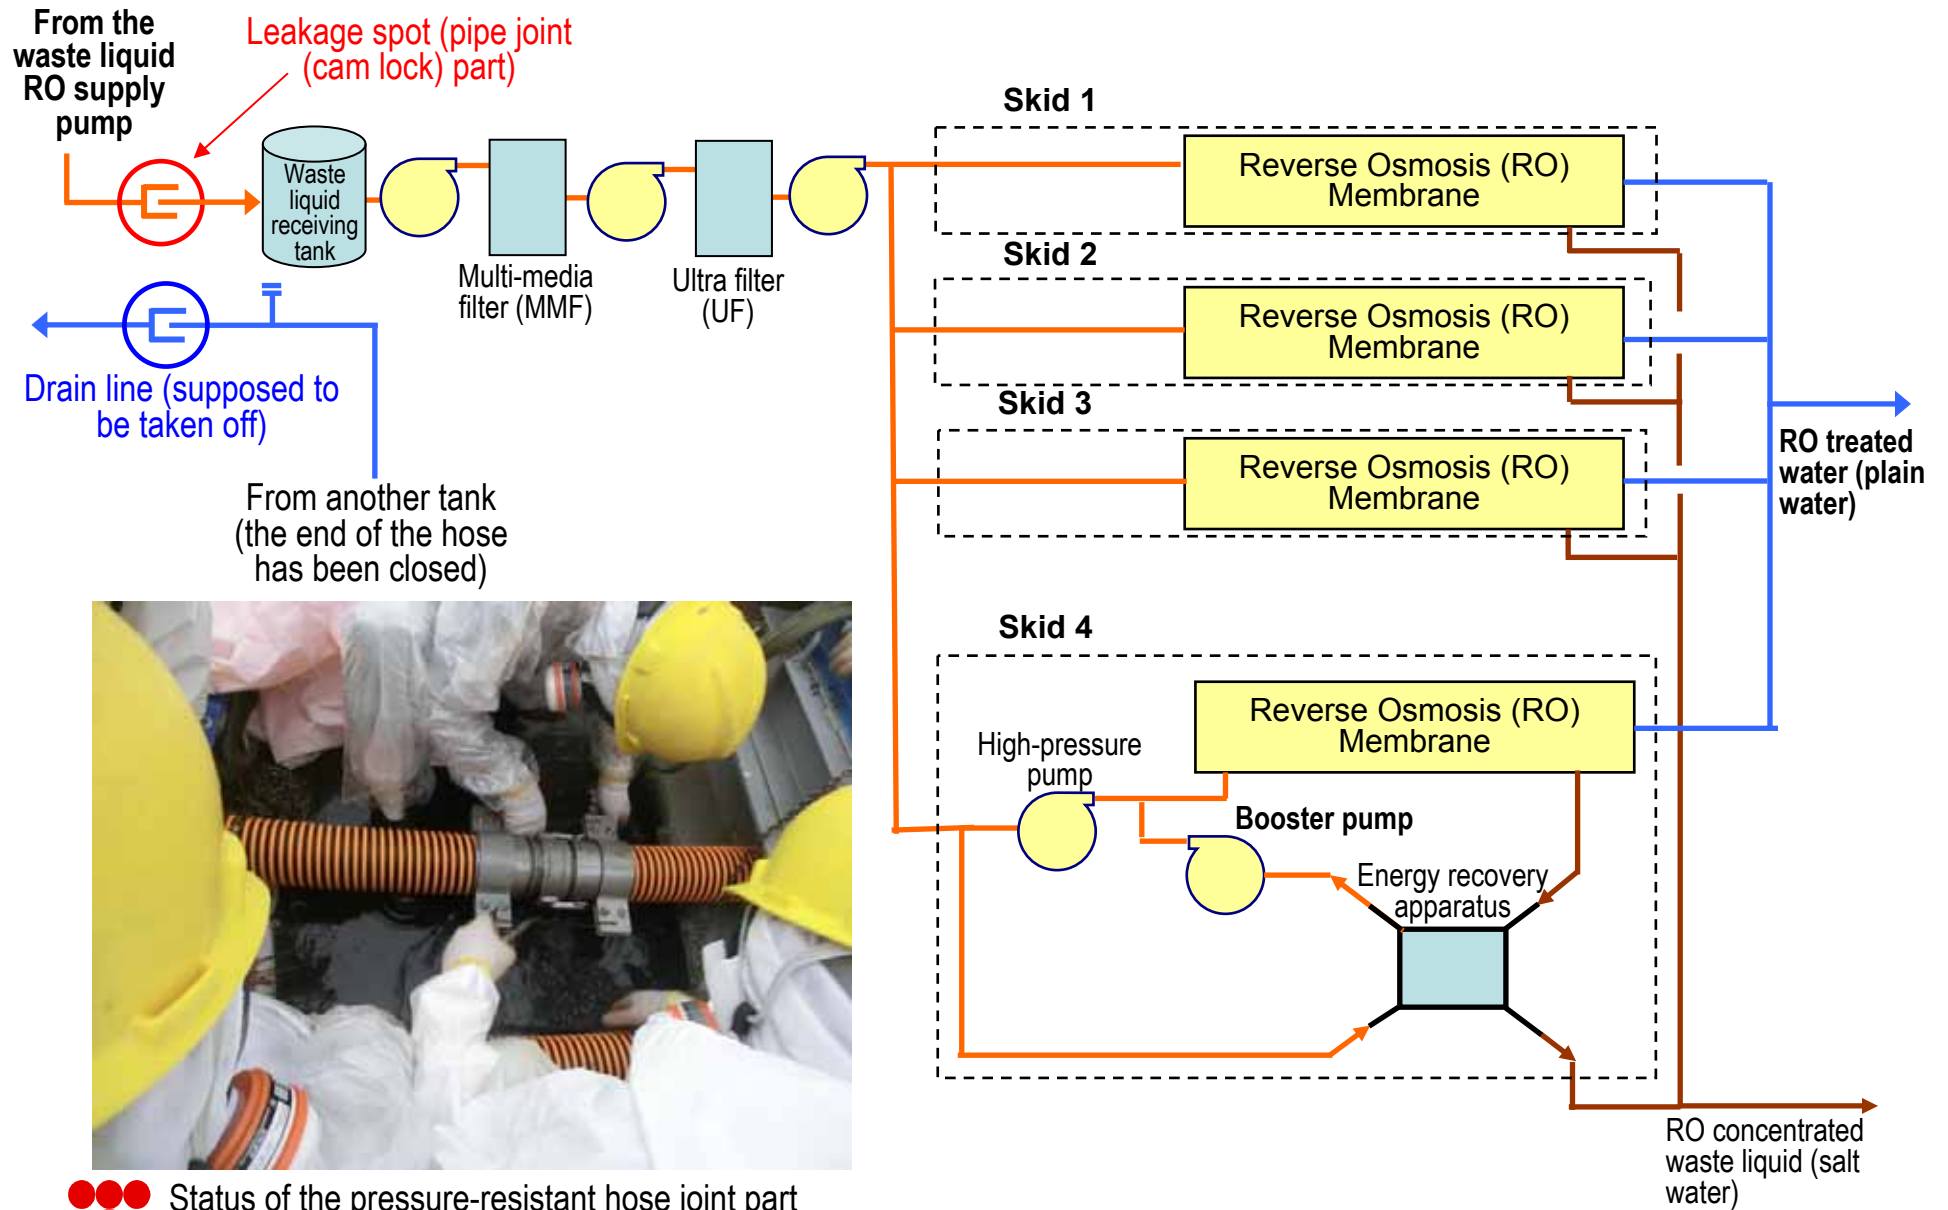 From the
waste liquid
RO supply
pump
Leakage spot (pipe joint
(cam lock) part)
Waste
liquid
receiving
tank
Multi-media
filter (MMF)
Ultra filter
(UF)
Drain line (supposed to
be taken off)
From another tank
(the end of the hose
has been closed)
Skid 1
Reverse Osmosis (RO)
Membrane
Skid 2
Reverse Osmosis (RO)
Membrane
Skid 3
Reverse Osmosis (RO)
Membrane
RO treated
water (plain
water)
Skid 4
Reverse Osmosis (RO)
Membrane
High-pressure
pump
Booster pump
Energy recovery
apparatus
RO concentrated
waste liquid (salt
water)
Status of the pressure-resistant hose joint part